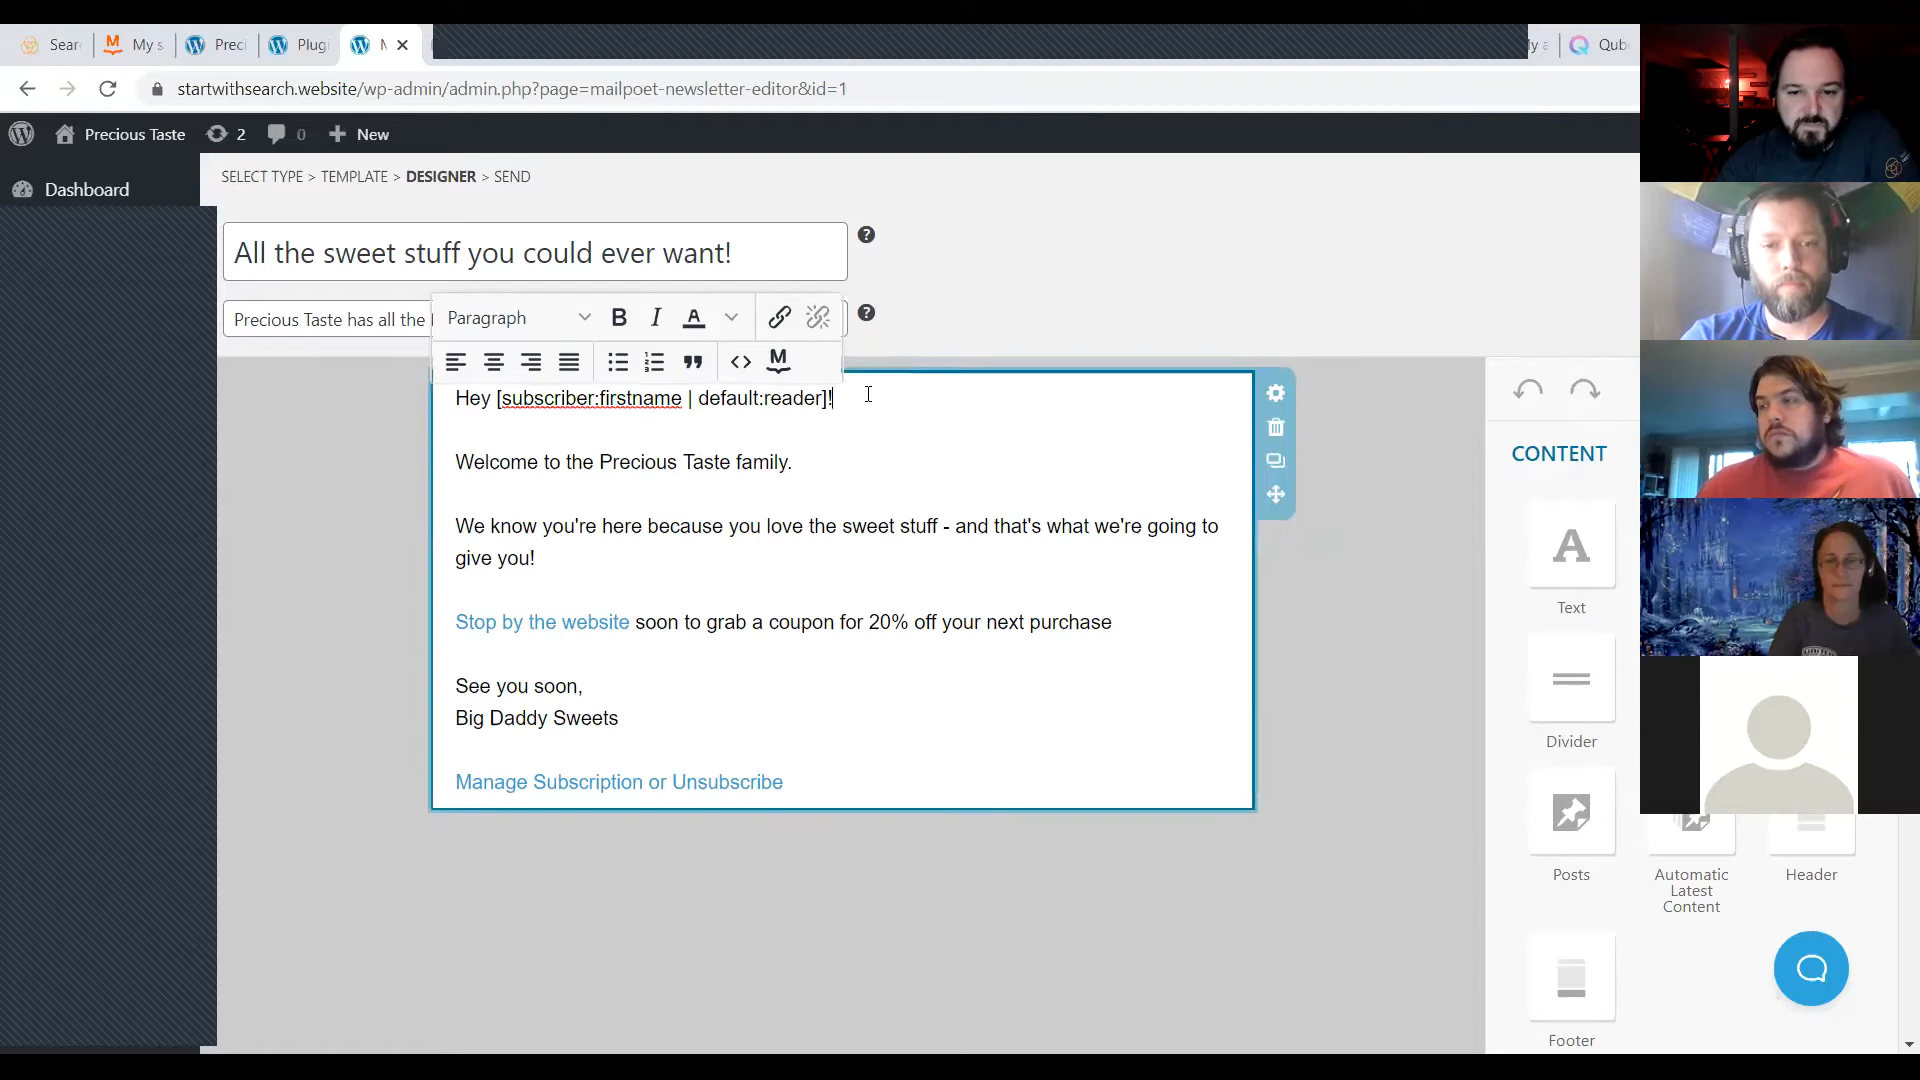 Sear
My s
Preci
Plugi
Qub
startwithsearch.website/wp-admin/admin.php?page=mailpoet-newsletter-editor&id=1
Precious Taste
2
0
New
Dashboard
SELECT TYPE > TEMPLATE > DESIGNER > SEND
All the sweet stuff you could ever want!
Precious Taste has all the
Paragraph
Hey [subscriber:firstname | default:reader]!
Welcome to the Precious Taste family.
We know you're here because you love the sweet stuff - and that's what we're going to
give you!
Stop by the website soon to grab a coupon for 20% off your next purchase
See you soon,
Big Daddy Sweets
Manage Subscription or Unsubscribe
CONTENT
Text
Divider
Posts
Automatic
Latest
Content
Header
Footer